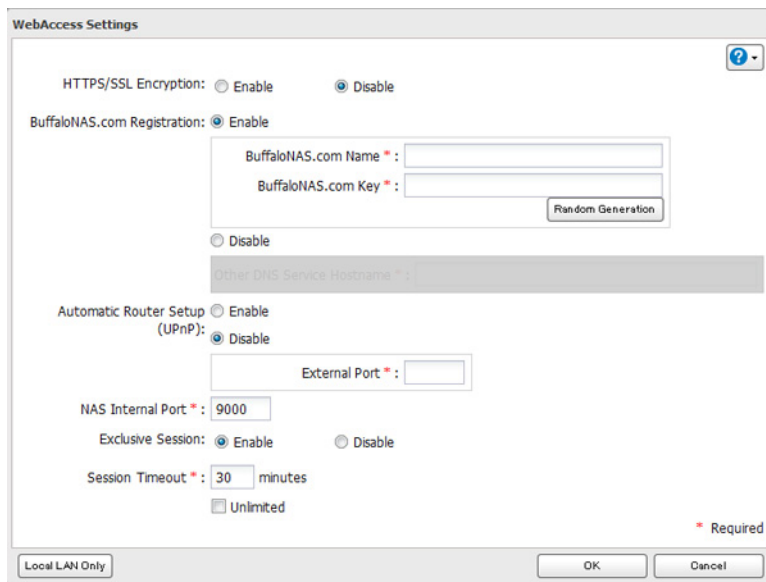 WebAccess Settings
?
HTTPS/SSL Encryption: Enable Disable
BuffaloNAS.com Registration: Enable
BuffaloNAS.com Name * :
BuffaloNAS.com Key * :
Random Generation
Disable
Other DNS Service Hostname * :
Automatic Router Setup Enable
(UPnP): Disable
External Port * :
NAS Internal Port * : 9000
Exclusive Session: Enable Disable
Session Timeout * : 30 minutes
Unlimited
* Required
Local LAN Only OK Cancel